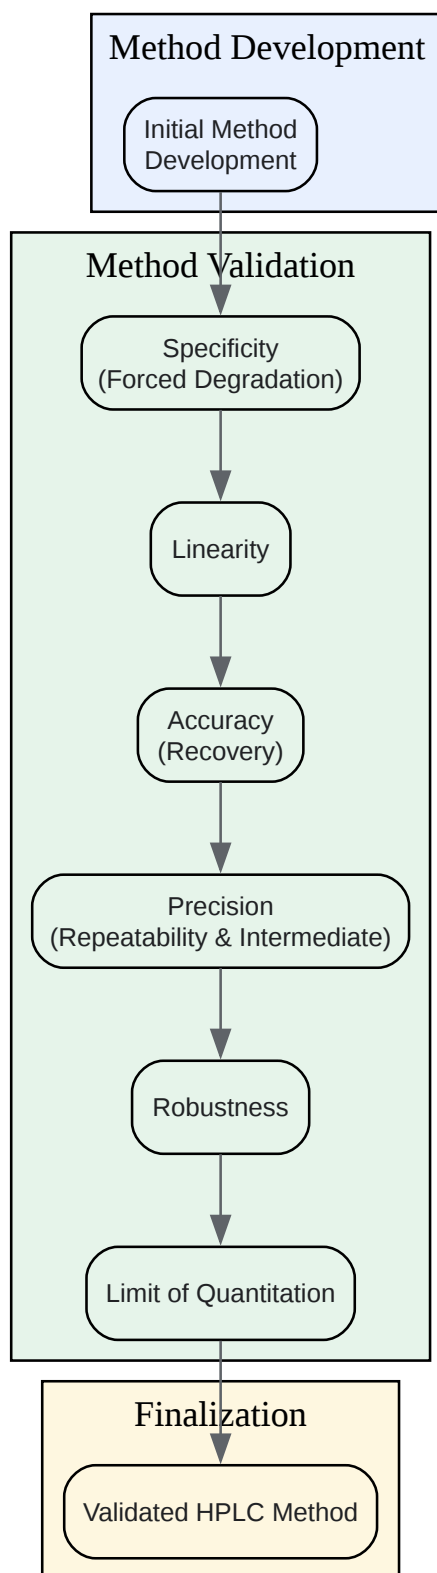 Method Development
Initial Method
Development
Method Validation
Specificity
(Forced Degradation)
Linearity
Accuracy
(Recovery)
Precision
(Repeatability & Intermediate)
Robustness
Limit of Quantitation
Finalization
Validated HPLC Method